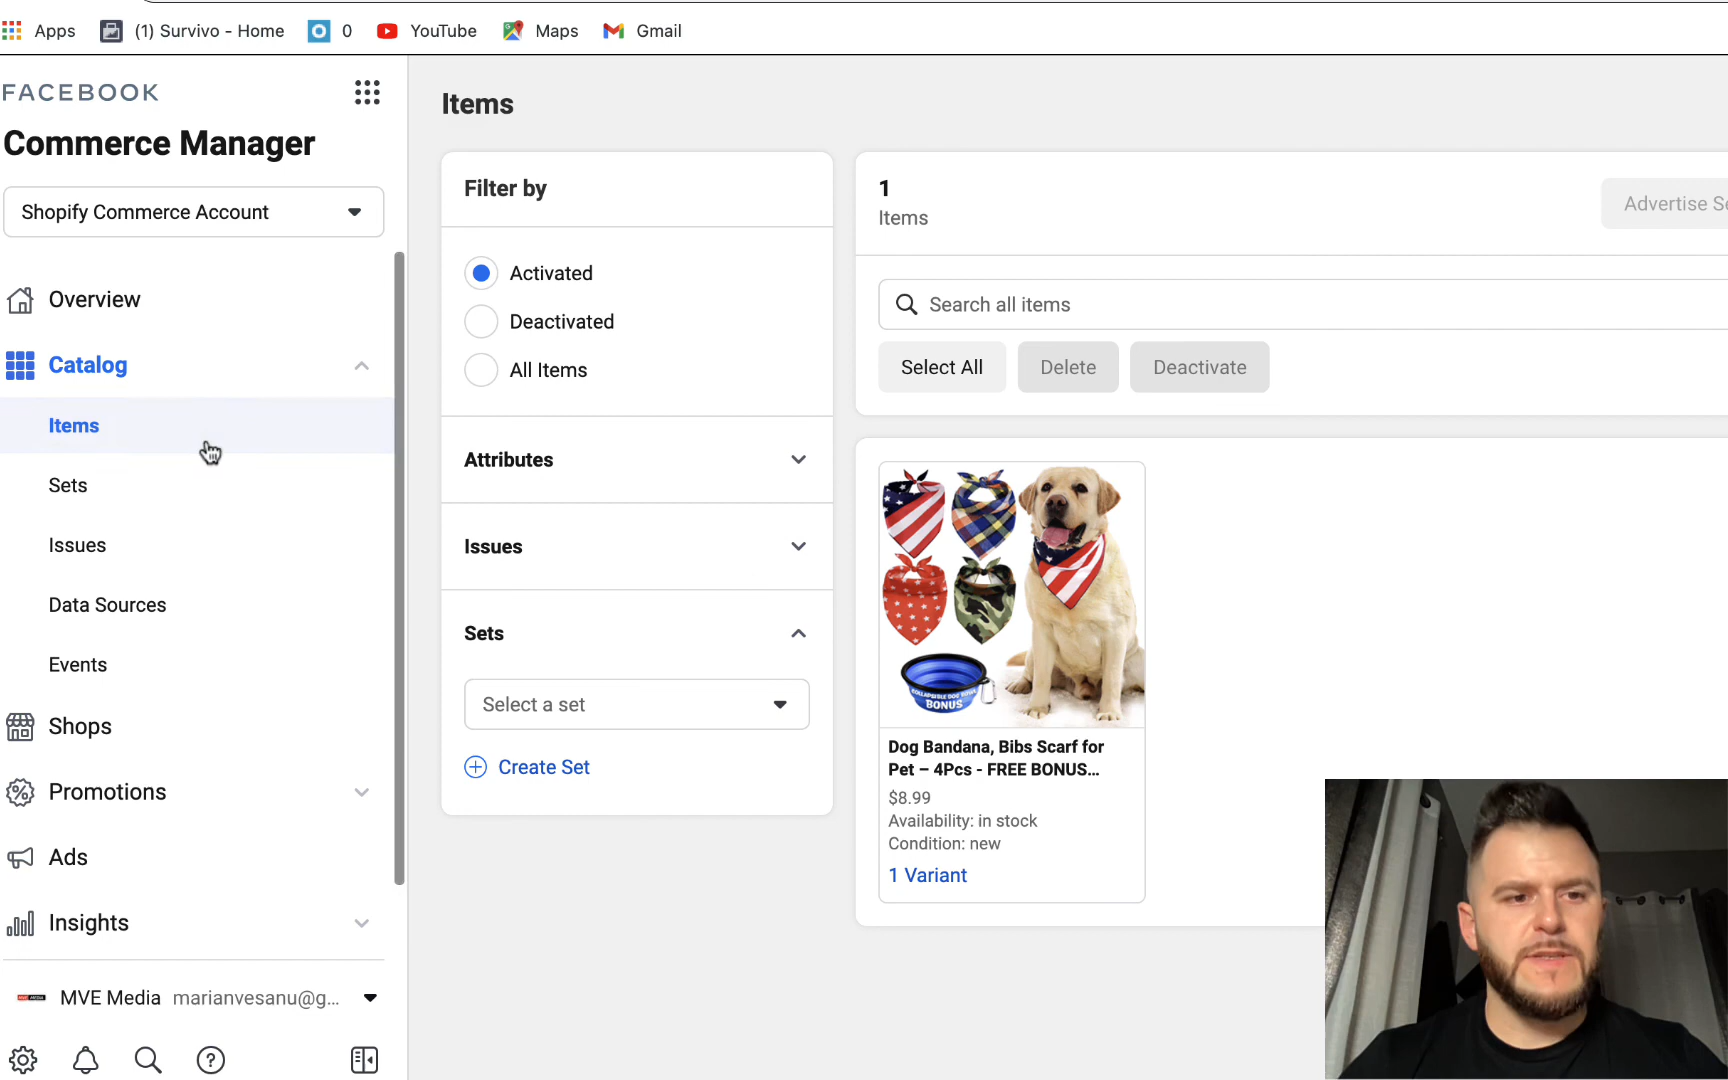 Apps
(1) Survivo - Home
0
YouTube
Maps
Gmail
FACEBOOK
Commerce Manager
Shopify Commerce Account
Overview
Catalog
Items
Sets
Issues
Data Sources
Events
Shops
Promotions
Ads
Insights
MVE Media marianvesanu@g...
Items
Filter by
Activated
Deactivated
All Items
Attributes
Issues
Sets
Select a set
Create Set
1
Items
Advertise
Search all items
Select All
Delete
Deactivate
COLLAPSIBLE DOG BOWL
BONUS
Dog Bandana, Bibs Scarf for
Pet – 4Pcs - FREE BONUS...
$8.99
Availability: in stock
Condition: new
1 Variant